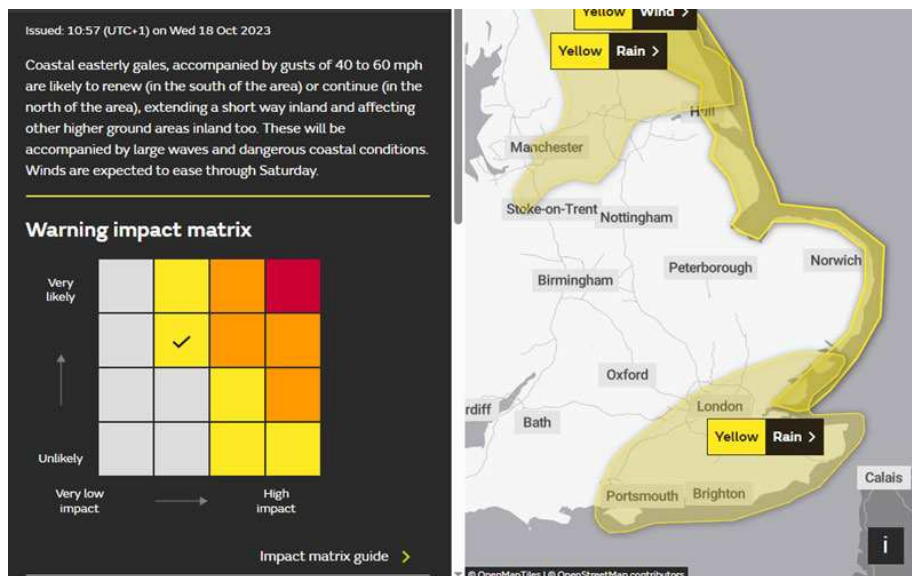 Issued: 10:57 (UTC+1) on Wed 18 Oct 2023
Coastal easterly gales, accompanied by gusts of 40 to 60 mph
are likely to renew (in the south of the area) or continue (in the
north of the area), extending a short way inland and affecting
other higher ground areas inland too. These will be
accompanied by large waves and dangerous coastal conditions.
Winds are expected to ease through Saturday.
Warning impact matrix
Very
likely
Unlikely
Very low
impact
High
impact
Impact matrix guide >
Yellow Wind >
Yellow Rain >
Hull
Manchester
Stoke-on-Trent
Nottingham
Norwich
Peterborough
Birmingham
Oxford
London
rdiff
Bath
Yellow Rain >
Portsmouth
Brighton
Calais
i
© OpenMapTiles | © OpenStreetMap contributors